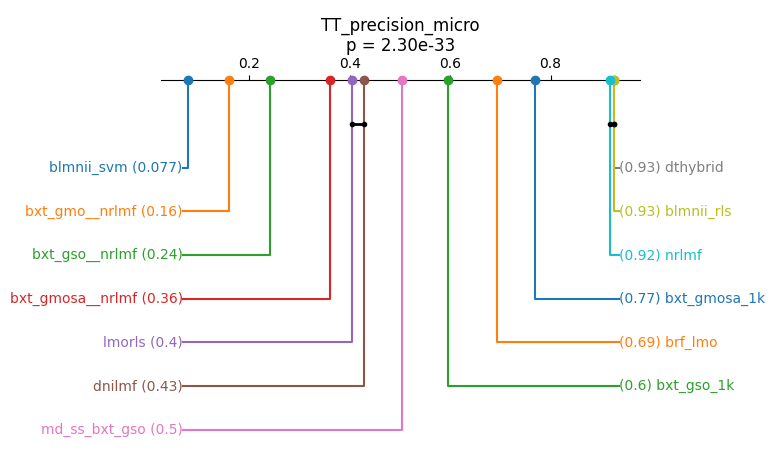 TT_precision_micro
p = 2.30e-33
0.2 0.4 0.6 0.8
blmnii_svm (0.077)
(0.93) dthybrid
bxt_gmo__nrlmf (0.16)
(0.93) blmnii_rls
bxt_gso__nrlmf (0.24)
(0.92) nrlmf
bxt_gmosa__nrlmf (0.36)
(0.77) bxt_gmosa_1k
lmorls (0.4)
(0.69) brf_lmo
dnilmf (0.43)
(0.6) bxt_gso_1k
md_ss_bxt_gso (0.5)